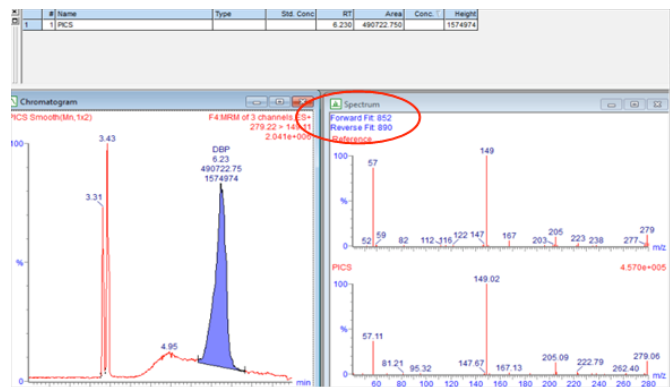 # Name Type Std. Conc RT Area Conc. Height
1 1 PICS 6.230 490722.750 1574974
Chromatogram
PICS Smooth(Mn,1x2)
F4:MRM of 3 channels,ES+
279.22 > 149.11
100
3.43
3.31
DBP
6.23
490722.75
1574974
%
4.95
0
min
Spectrum
Forward Fit: 852
Reverse Fit: 890
Reference
100
57
149
%
52 59 82 112 116 122 147 167 203 205 223 238 277 279
0
m/z
PICS
4.570e+005
100
149.02
%
57.11
81.21 95.32 147.67 167.13 205.09 222.79 262.40 279.06
0
m/z
60 80 100 120 140 160 180 200 220 240 260 280